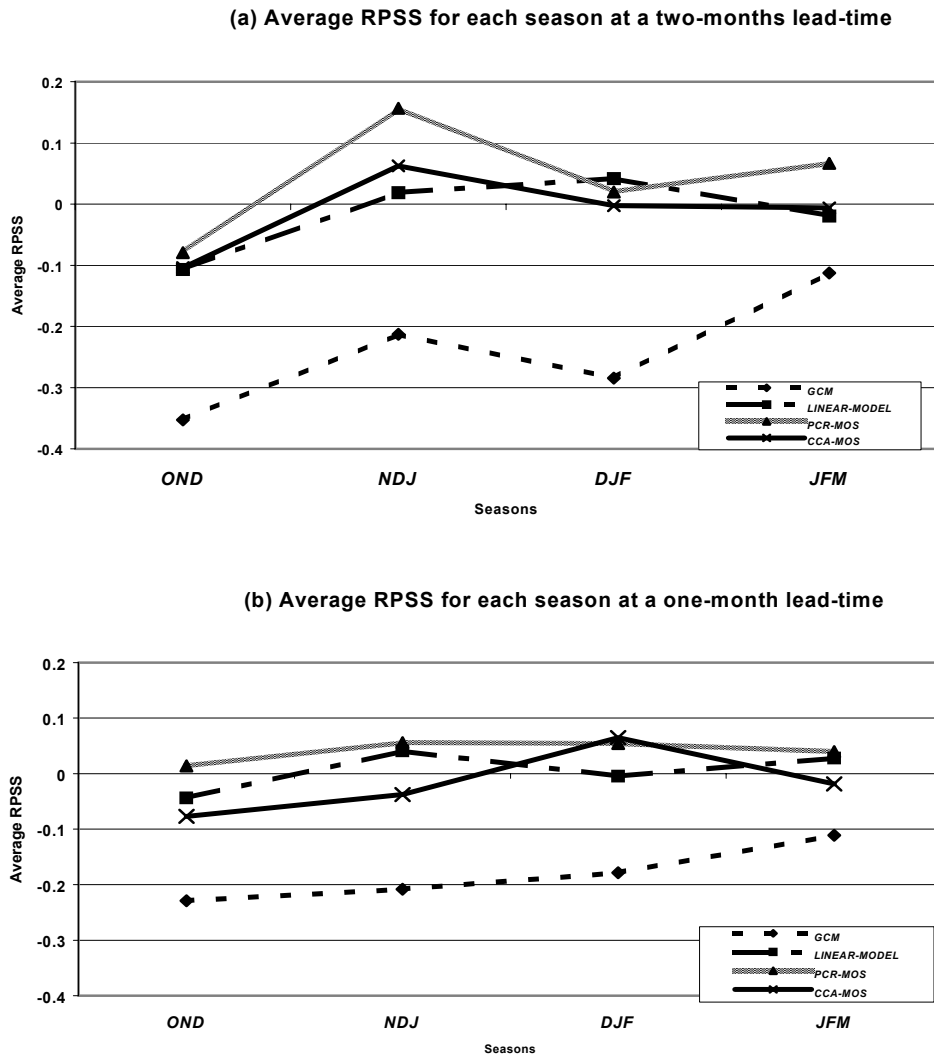 (a) Average RPSS for each season at a two-months lead-time
0.2
0.1
0
-0.1
-0.2
-0.3
-0.4
Average RPSS
OND NDJ DJF JFM
Seasons
GCM
LINEAR-MODEL
PCR-MOS
CCA-MOS
(b) Average RPSS for each season at a one-month lead-time
0.2
0.1
0
-0.1
-0.2
-0.3
-0.4
Average RPSS
OND NDJ DJF JFM
Seasons
GCM
LINEAR-MODEL
PCR-MOS
CCA-MOS